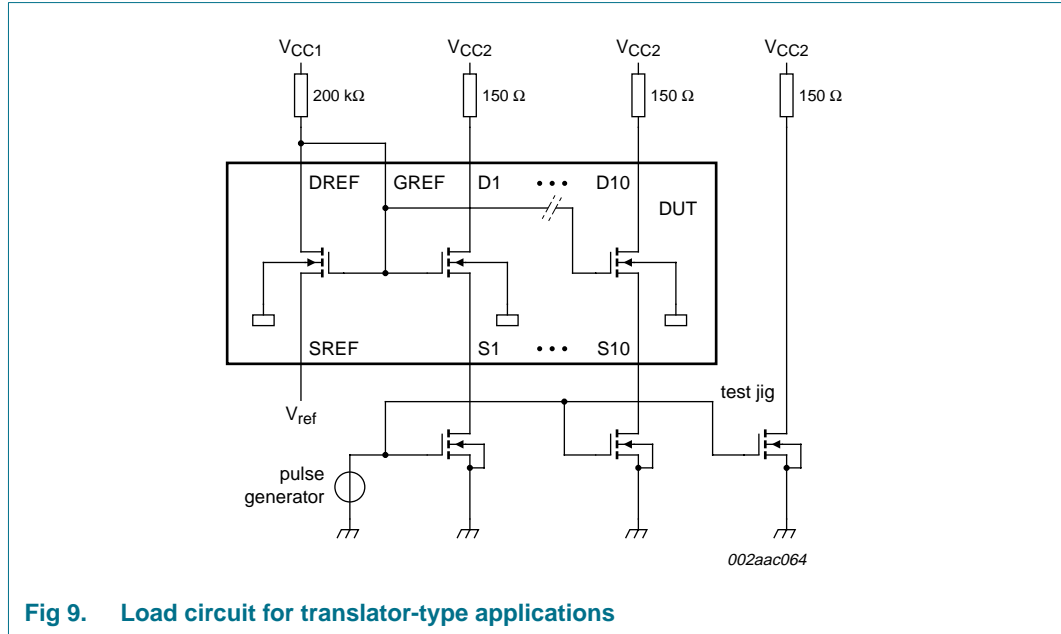 VCC1 VCC2 VCC2 VCC2
200 kΩ 150 Ω 150 Ω 150 Ω
DREF GREF D1 • • • D10
DUT
SREF S1 • • • S10
test jig
Vref
pulse
generator
002aac064
Fig 9. Load circuit for translator-type applications